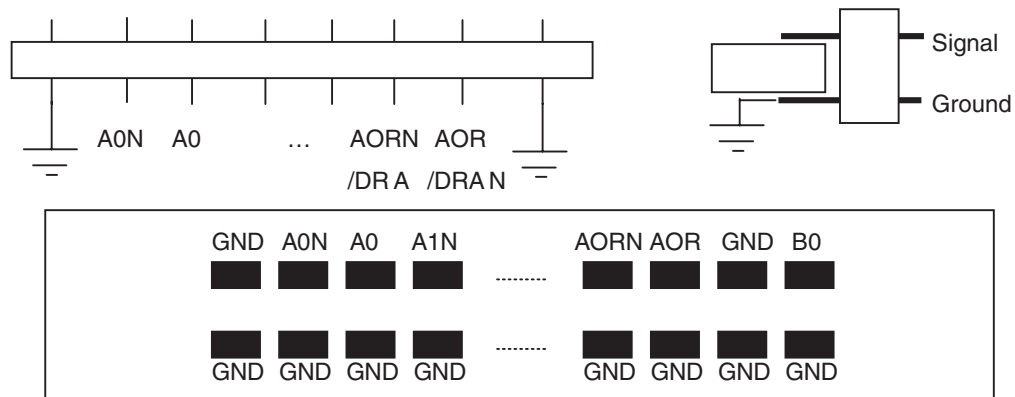 Signal
Ground
A0N A0 ... AORN AOR
/DR A /DRA N
GND A0N A0 A1N ......... AORN AOR GND B0
.........
GND GND GND GND GND GND GND GND